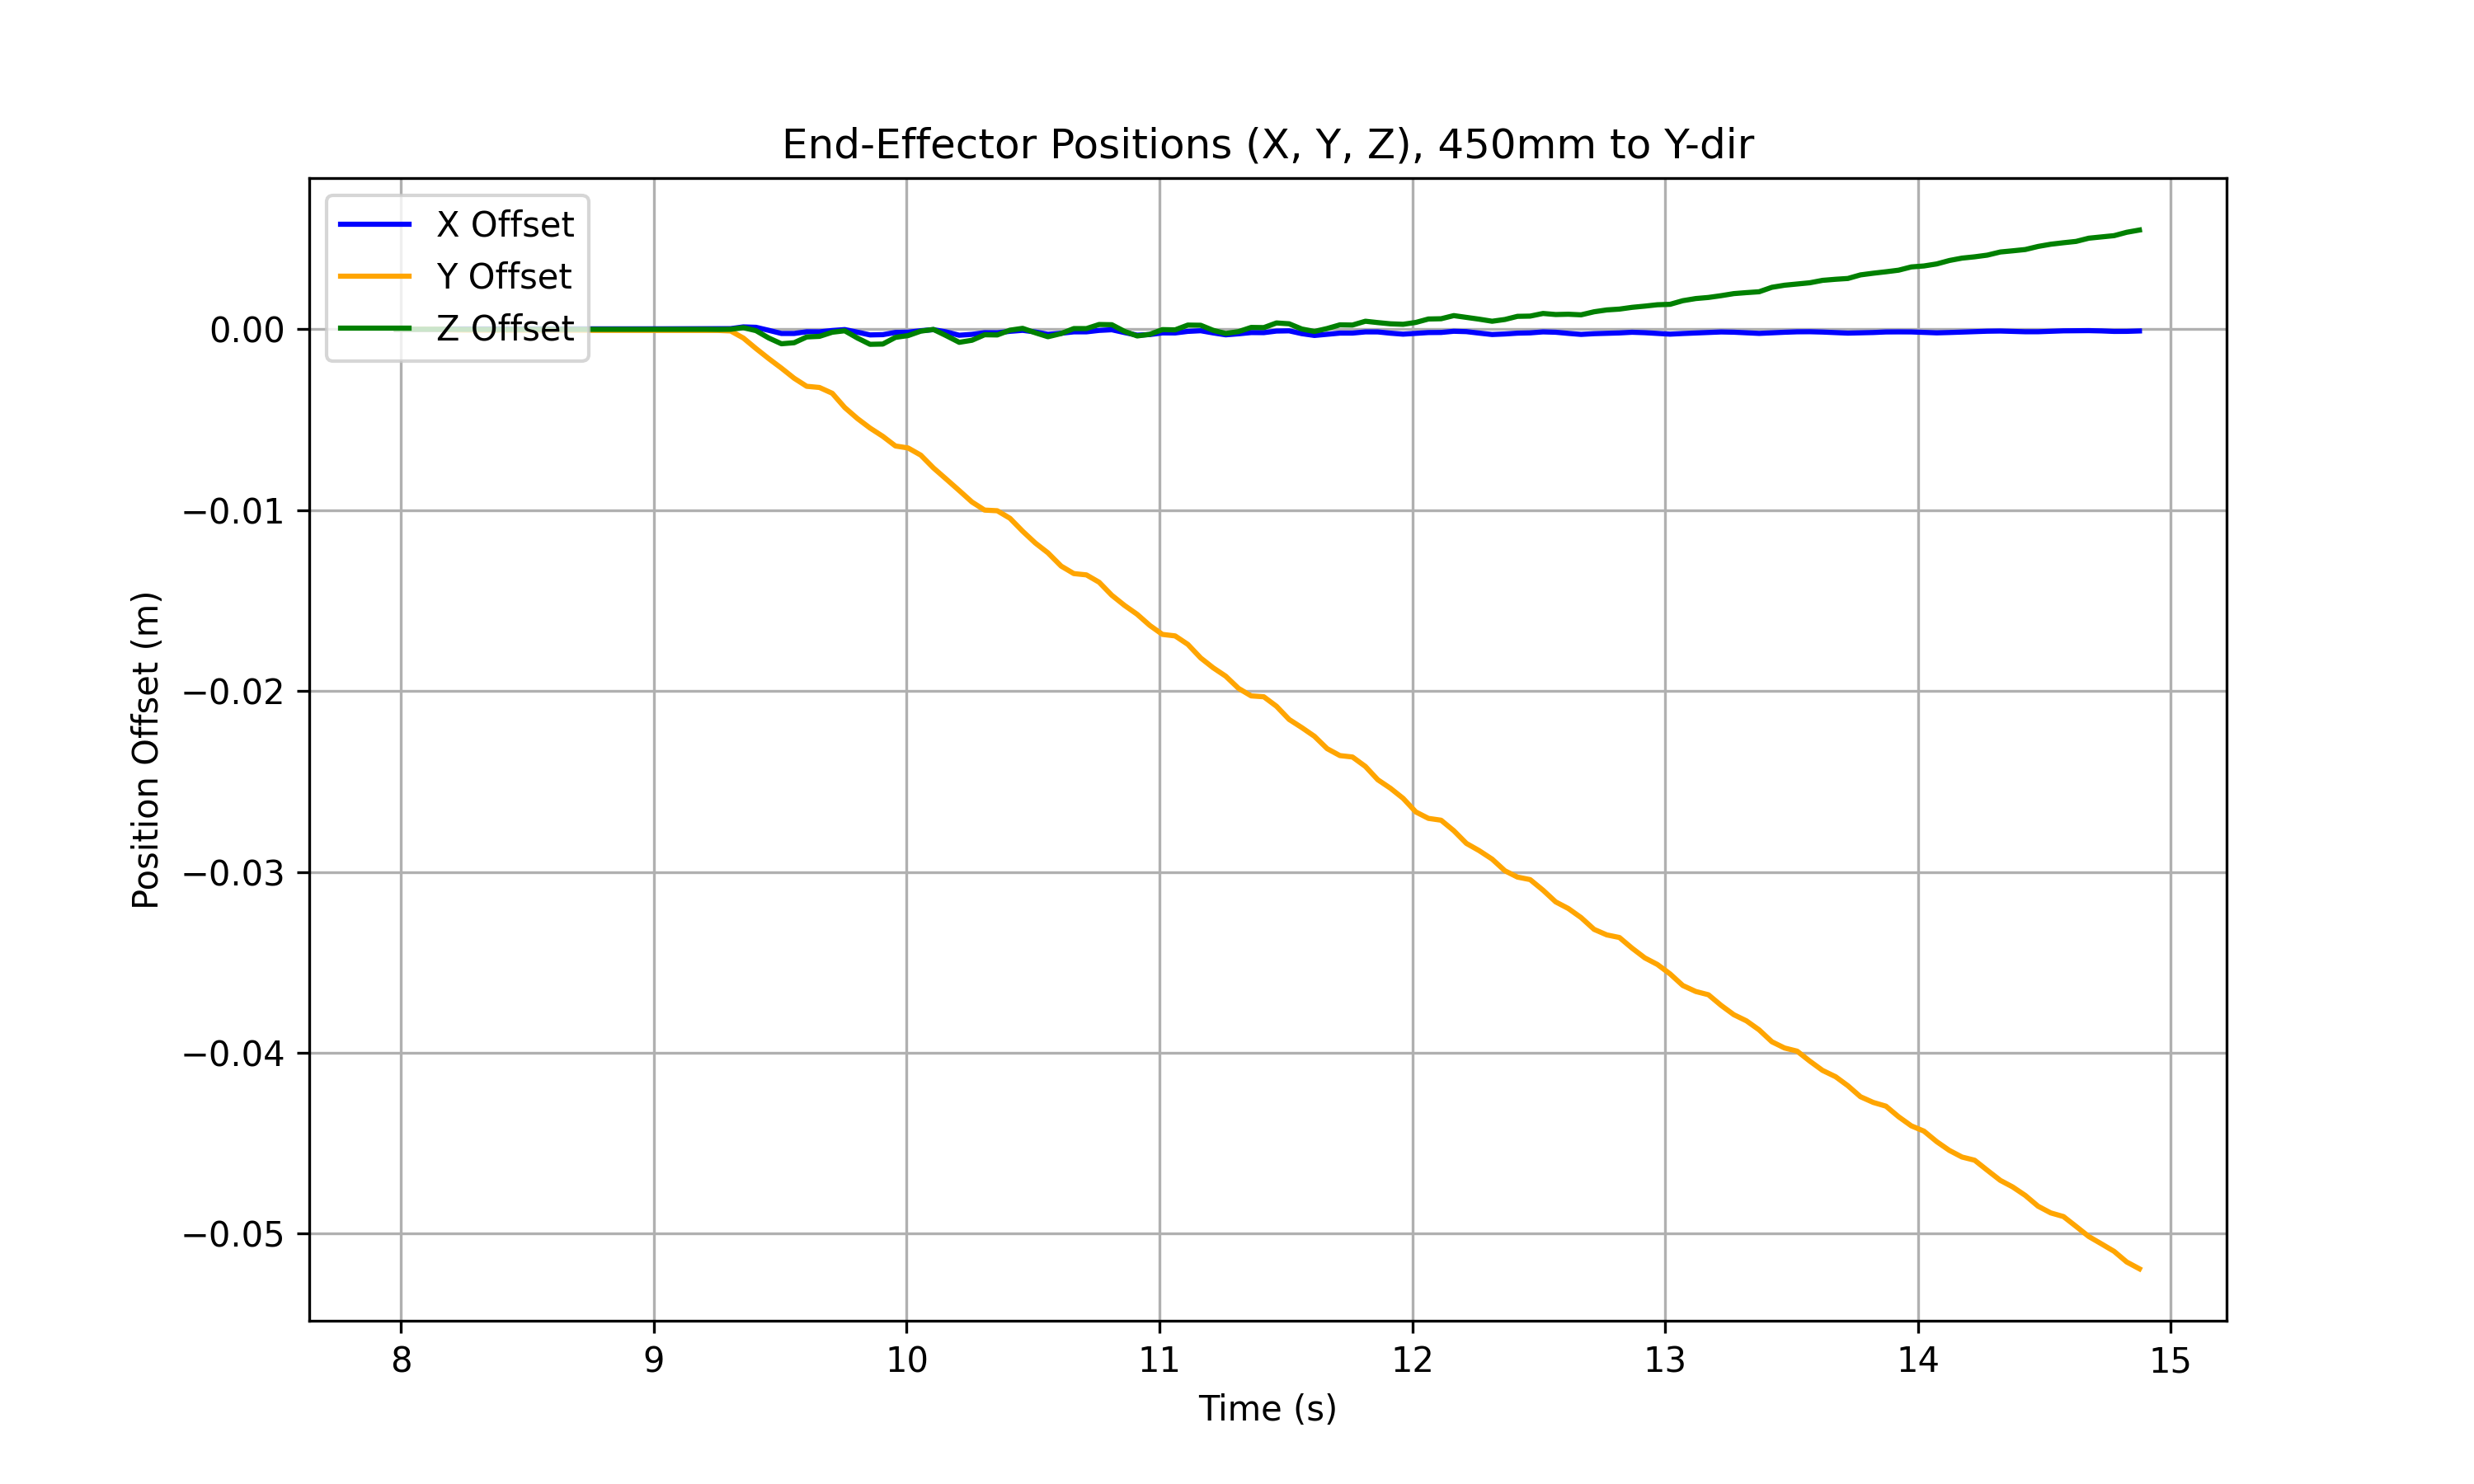 End-Effector Positions (X, Y, Z), 450mm to Y-dir
X Offset
Y Offset
Z Offset
0.00
−0.01
−0.02
−0.03
−0.04
−0.05
Position Offset (m)
8 9 10 11 12 13 14 15
Time (s)